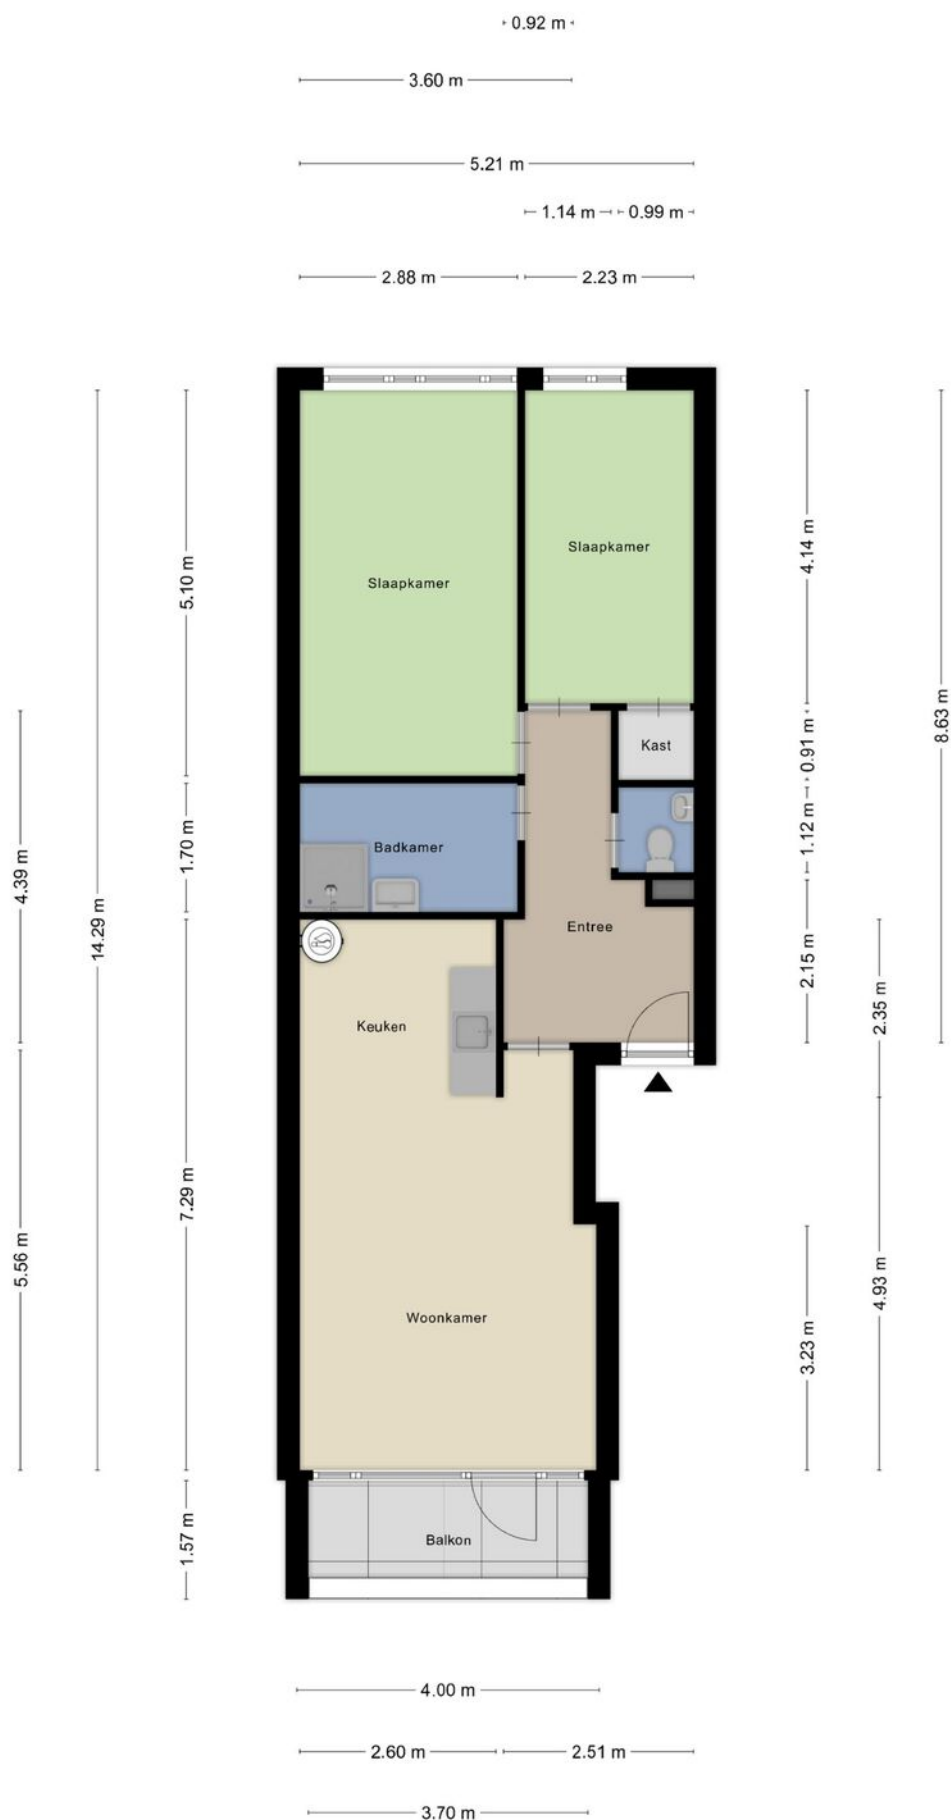 0.92 m
3.60 m
5.21 m
1.14 m 0.99 m
2.88 m 2.23 m
Slaapkamer
Slaapkamer
4.14 m
5.10 m
8.63 m
Kast
0.91 m
Badkamer
1.12 m
1.70 m
4.39 m
14.29 m
Entree
2.15 m
2.35 m
Keuken
7.29 m
5.56 m
4.93 m
Woonkamer
3.23 m
Balkon
1.57 m
4.00 m
2.60 m 2.51 m
3.70 m